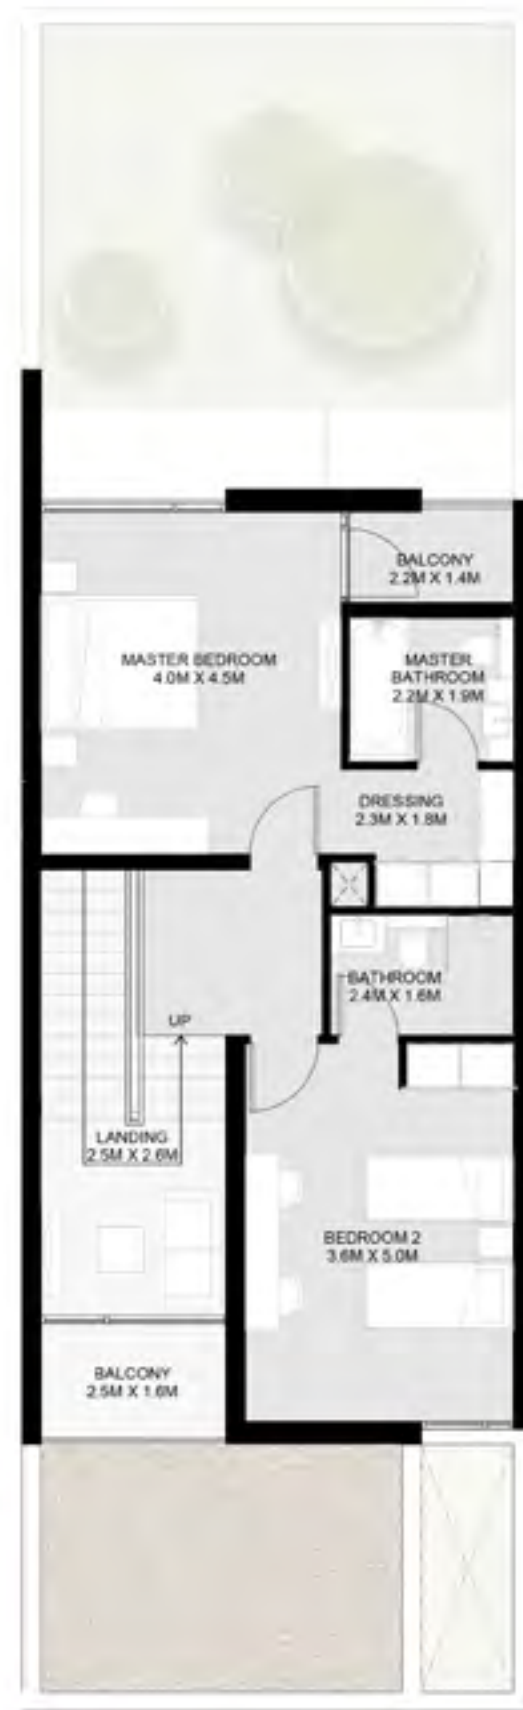 BALCONY
2.2M X 1.4M
MASTER BEDROOM
4.0M X 4.5M
MASTER
BATHROOM
2.2M X 1.9M
DRESSING
2.3M X 1.8M
BATHROOM
2.4M X 1.6M
UP
LANDING
2.5M X 2.6M
BEDROOM 2
3.6M X 5.0M
BALCONY
2.5M X 1.6M